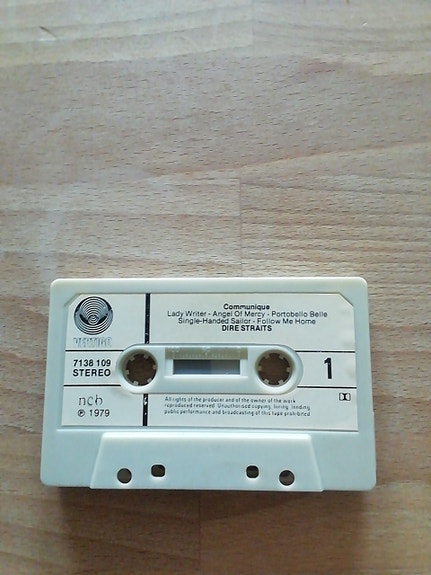 Communique
Lady Writer - Angel Of Mercy - Portobello Belle
Single-Handed Sailor - Follow Me Home
DIRE STRAITS
VERTIGO
7138 109
STEREO
1
ncb
℗ 1979
All rights of the producer and of the owner of the work
reproduced reserved. Unauthorised copying, hiring, lending
public performance and broadcasting of this tape prohibited